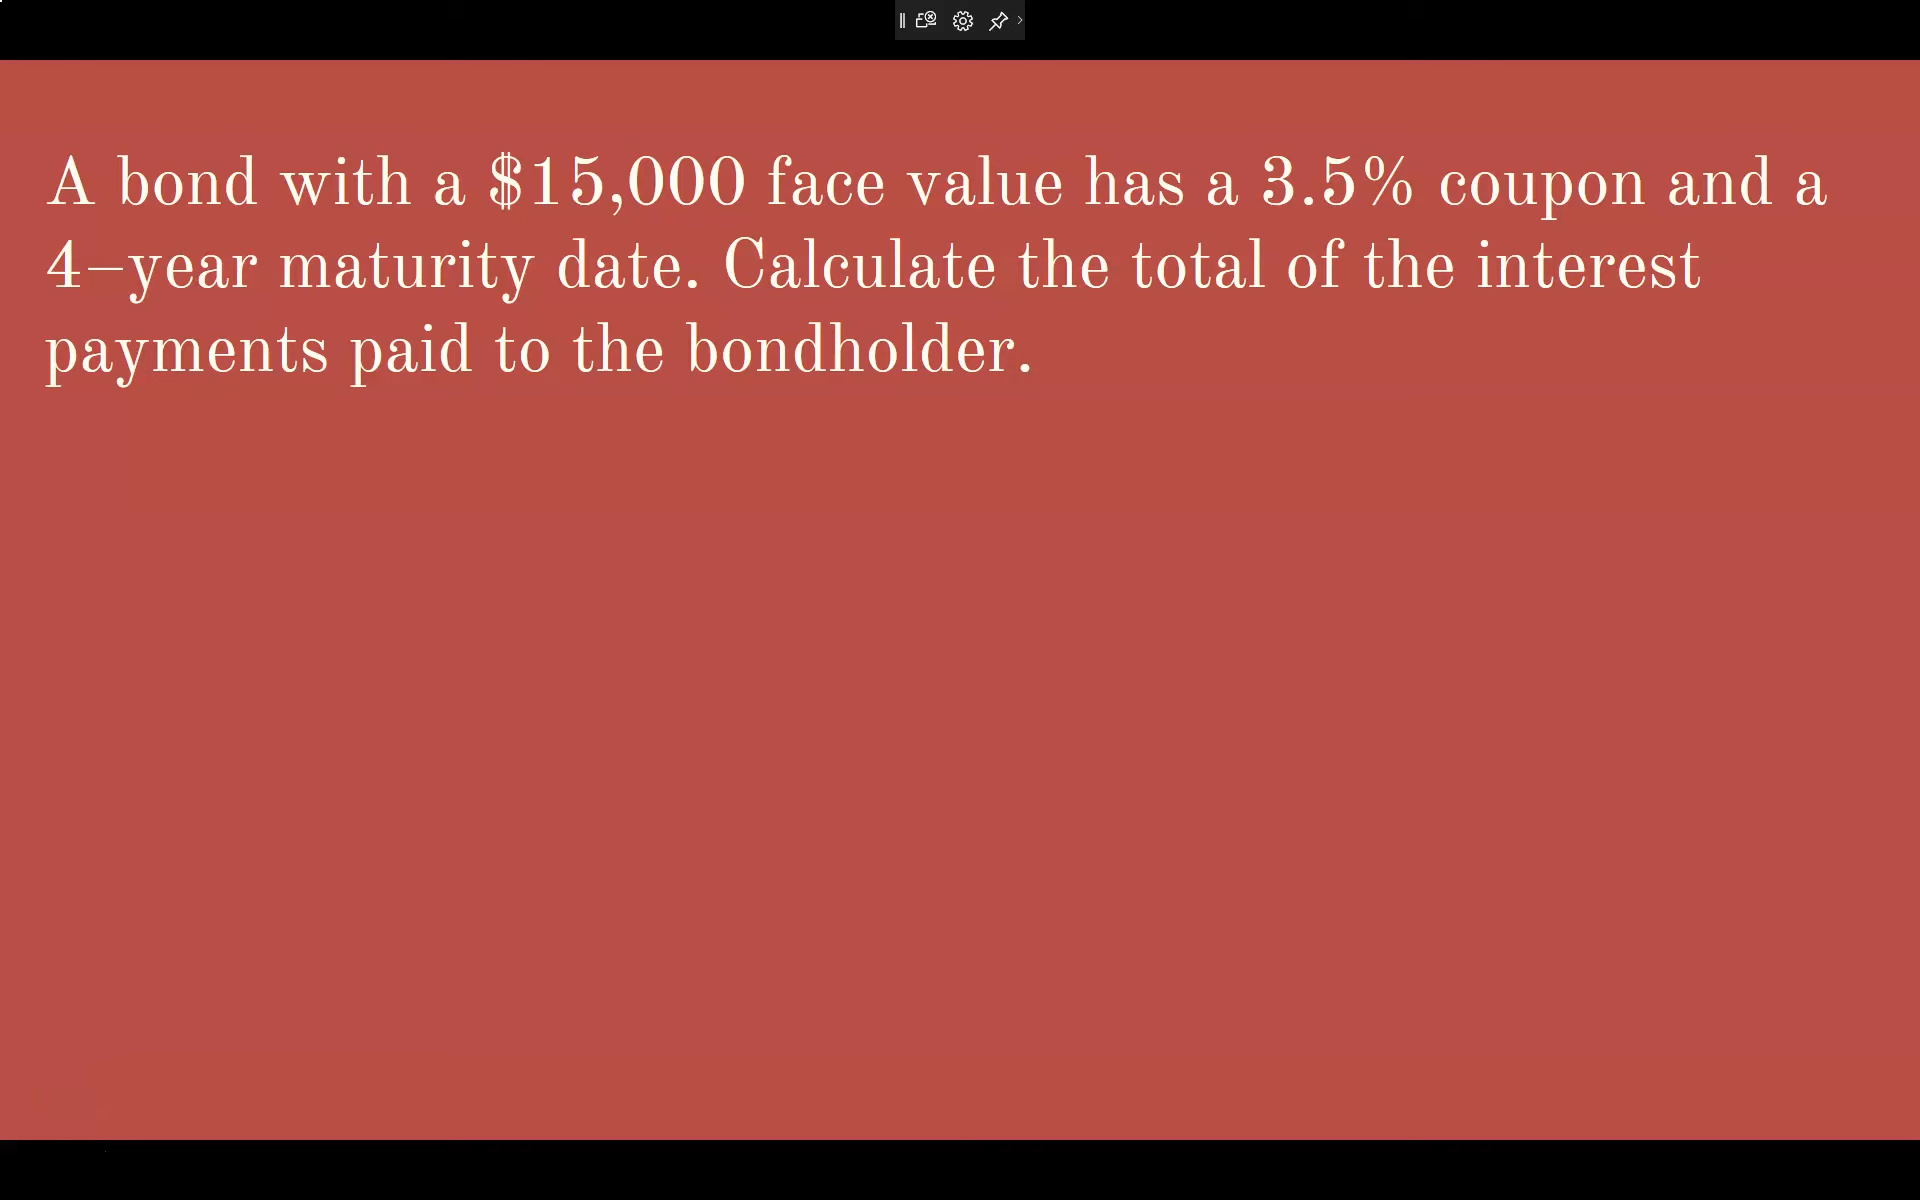 A bond with a $15,000 face value has a 3.5% coupon and a
4–year maturity date. Calculate the total of the interest
payments paid to the bondholder.